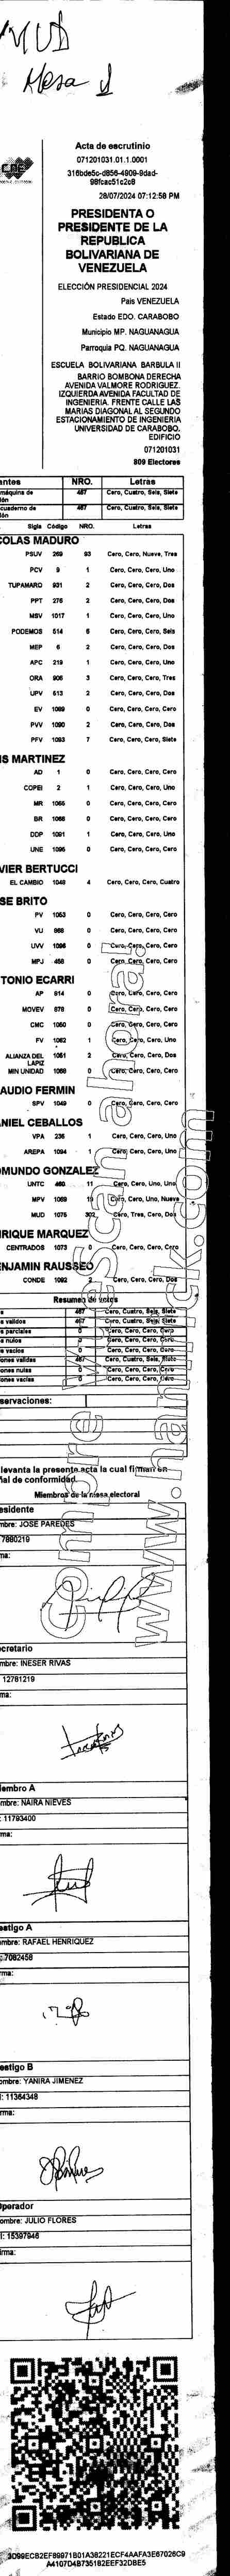 MUD
Mesa 1
CNE
Acta de escrutinio
071201031.01.1.0001
316bde5c-d856-4909-9dad-
98fcac51c2c8
28/07/2024 07:12:58 PM
PRESIDENTA O
PRESIDENTE DE LA
REPUBLICA
BOLIVARIANA DE
VENEZUELA
ELECCIÓN PRESIDENCIAL 2024
Pais VENEZUELA
Estado EDO. CARABOBO
Municipio MP. NAGUANAGUA
Parroquia PQ. NAGUANAGUA
ESCUELA BOLIVARIANA BARBULA II
BARRIO BOMBONA DERECHA
AVENIDA VALMORE RODRIGUEZ.
IZQUIERDA AVENIDA FACULTAD DE
INGENIERIA. FRENTE CALLE LAS
MARIAS DIAGONAL AL SEGUNDO
ESTACIONAMIENTO DE INGENIERIA
UNIVERSIDAD DE CARABOBO.
EDIFICIO
071201031
809 Electores
antes NRO. Letras
máquina de 467 Cero, Cuatro, Seis, Siete
ión
cuaderno de 467 Cero, Cuatro, Seis, Siete
ión
Sigla Código NRO. Letras
COLAS MADURO
PSUV 269 93 Cero, Cero, Nueve, Tres
PCV 9 1 Cero, Cero, Cero, Uno
TUPAMARO 931 2 Cero, Cero, Cero, Dos
PPT 276 2 Cero, Cero, Cero, Dos
MSV 1017 1 Cero, Cero, Cero, Uno
PODEMOS 514 6 Cero, Cero, Cero, Seis
MEP 6 2 Cero, Cero, Cero, Dos
APC 219 1 Cero, Cero, Cero, Uno
ORA 906 3 Cero, Cero, Cero, Tres
UPV 613 2 Cero, Cero, Cero, Dos
EV 1089 0 Cero, Cero, Cero, Cero
PVV 1090 2 Cero, Cero, Cero, Dos
PFV 1093 7 Cero, Cero, Cero, Siete
IS MARTINEZ
AD 1 0 Cero, Cero, Cero, Cero
COPEI 2 1 Cero, Cero, Cero, Uno
MR 1065 0 Cero, Cero, Cero, Cero
BR 1066 0 Cero, Cero, Cero, Cero
DDP 1091 1 Cero, Cero, Cero, Uno
UNE 1095 0 Cero, Cero, Cero, Cero
VIER BERTUCCI
EL CAMBIO 1048 4 Cero, Cero, Cero, Cuatro
SE BRITO
PV 1053 0 Cero, Cero, Cero, Cero
VU 968 0 Cero, Cero, Cero, Cero
UVV 1096 0 Cero, Cero, Cero, Cero
MPJ 458 0 Cero, Cero, Cero, Cero
TONIO ECARRI
AP 914 0 Cero, Cero, Cero, Cero
MOVEV 878 0 Cero, Cero, Cero, Cero
CMC 1050 0 Cero, Cero, Cero, Cero
FV 1062 1 Cero, Cero, Cero, Uno
ALIANZA DEL 1051 2 Cero, Cero, Cero, Dos
LAPIZ
MIN UNIDAD 1088 0 Cero, Cero, Cero, Cero
AUDIO FERMIN
SPV 1049 0 Cero, Cero, Cero, Cero
NIEL CEBALLOS
VPA 236 1 Cero, Cero, Cero, Uno
AREPA 1094 1 Cero, Cero, Cero, Uno
MUNDO GONZALEZ
UNTC 460 11 Cero, Cero, Uno, Uno
MPV 1069 19 Cero, Cero, Uno, Nueve
MUD 1075 302 Cero, Tres, Cero, Dos
RIQUE MARQUEZ
CENTRADOS 1073 0 Cero, Cero, Cero, Cero
NJAMIN RAUSSEO
CONDE 1092 2 Cero, Cero, Cero, Dos
Resumen de votos
s 467 Cero, Cuatro, Seis, Siete
s validos 467 Cero, Cuatro, Seis, Siete
s parciales 0 Cero, Cero, Cero, Cero
s nulos 0 Cero, Cero, Cero, Cero
s vacios 0 Cero, Cero, Cero, Cero
ones validas 467 Cero, Cuatro, Seis, Siete
ones nulas 0 Cero, Cero, Cero, Cero
ones vacias 0 Cero, Cero, Cero, Cero
servaciones:
levanta la presente acta la cual firman en
ñal de conformidad.
Miembros de la mesa electoral
esidente
mbre: JOSE PAREDES
7880219
ma:
cretario
mbre: INESER RIVAS
12781219
ma:
embro A
mbre: NAIRA NIEVES
: 11793400
ma:
estigo A
ombre: RAFAEL HENRIQUEZ
: 7082458
rma:
estigo B
ombre: YANIRA JIMENEZ
I: 11364348
rma:
Operador
ombre: JULIO FLORES
I: 15397946
irma:
3D99ECB2EF89971B01A38221ECF4AAFA3E67026C9
A4107D4B735182EEF32DBE5
Compre wueScan ahora!
www.hamrick.com